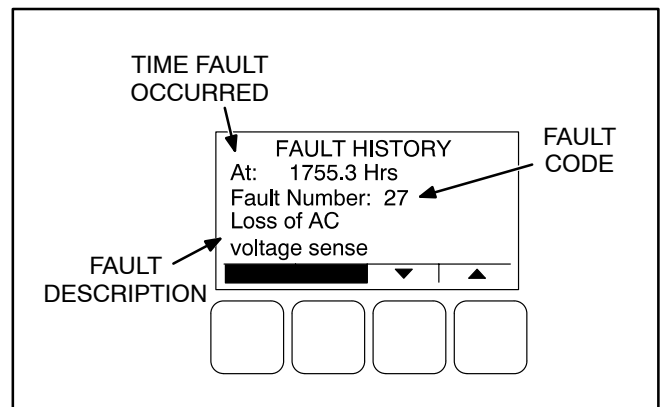 TIME FAULT
OCCURRED
FAULT HISTORY
At: 1755.3 Hrs
Fault Number: 27
Loss of AC
voltage sense
FAULT
CODE
FAULT
DESCRIPTION